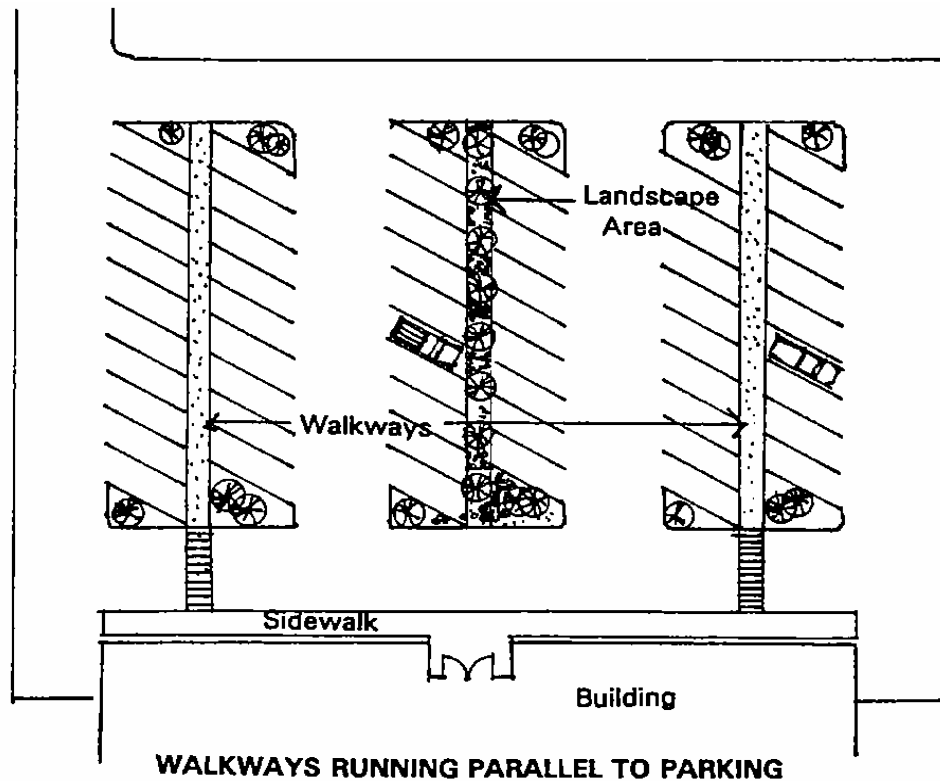 Landscape
Area
Walkways
Sidewalk
Building
WALKWAYS RUNNING PARALLEL TO PARKING